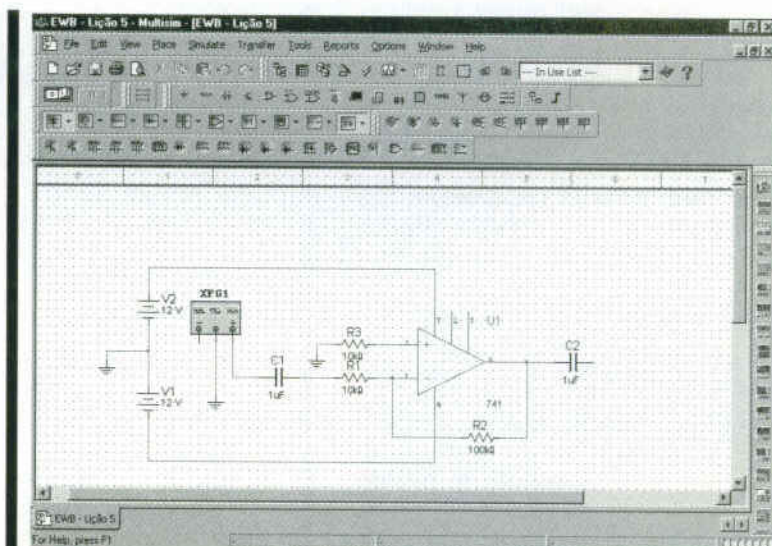 EWB - Lição 5 - Multisim - [EWB - Lição 5]
File Edit View Place Simulate Transfer Tools Reports Options Window Help
--- In Use List ---
V2
12 V
XFG1
R3
10kΩ
U1
C1
1uF
R1
10kΩ
C2
1uF
V1
12 V
741
R2
100kΩ
EWB - Lição 5
For Help, press F1